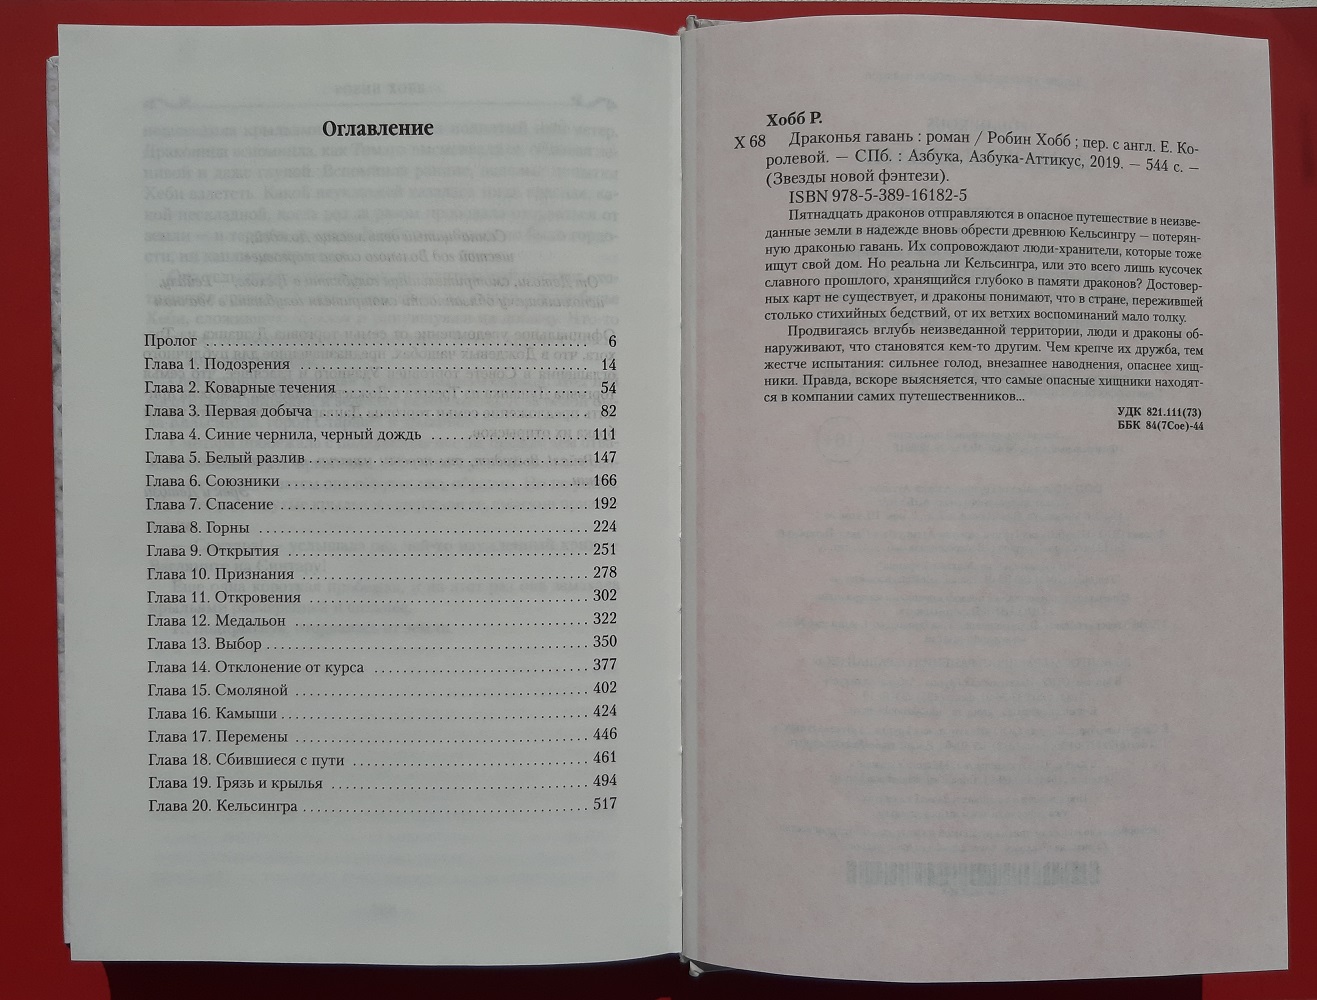 Оглавление
Пролог 6
Глава 1. Подозрения 14
Глава 2. Коварные течения 54
Глава 3. Первая добыча 82
Глава 4. Синие чернила, черный дождь 111
Глава 5. Белый разлив 147
Глава 6. Союзники 166
Глава 7. Спасение 192
Глава 8. Горны 224
Глава 9. Открытия 251
Глава 10. Признания 278
Глава 11. Откровения 302
Глава 12. Медальон 322
Глава 13. Выбор 350
Глава 14. Отклонение от курса 377
Глава 15. Смоляной 402
Глава 16. Камыши 424
Глава 17. Перемены 446
Глава 18. Сбившиеся с пути 461
Глава 19. Грязь и крылья 494
Глава 20. Кельсингра 517
Хобб Р.
Х 68 Драконья гавань : роман / Робин Хобб ; пер. с англ. Е. Ко-
ролевой. — СПб. : Азбука, Азбука-Аттикус, 2019. — 544 с. —
(Звезды новой фэнтези).
ISBN 978-5-389-16182-5
Пятнадцать драконов отправляются в опасное путешествие в неизве-
данные земли в надежде вновь обрести древнюю Кельсингру — потерян-
ную драконью гавань. Их сопровождают люди-хранители, которые тоже
ищут свой дом. Но реальна ли Кельсингра, или это всего лишь кусочек
славного прошлого, хранящийся глубоко в памяти драконов? Достовер-
ных карт не существует, и драконы понимают, что в стране, пережившей
столько стихийных бедствий, от их ветхих воспоминаний мало толку.
Продвигаясь вглубь неизведанной территории, люди и драконы об-
наруживают, что становятся кем-то другим. Чем крепче их дружба, тем
жестче испытания: сильнее голод, внезапнее наводнения, опаснее хищ-
ники. Правда, вскоре выясняется, что самые опасные хищники находят-
ся в компании самих путешественников...
УДК 821.111(73)
ББК 84(7Сое)-44